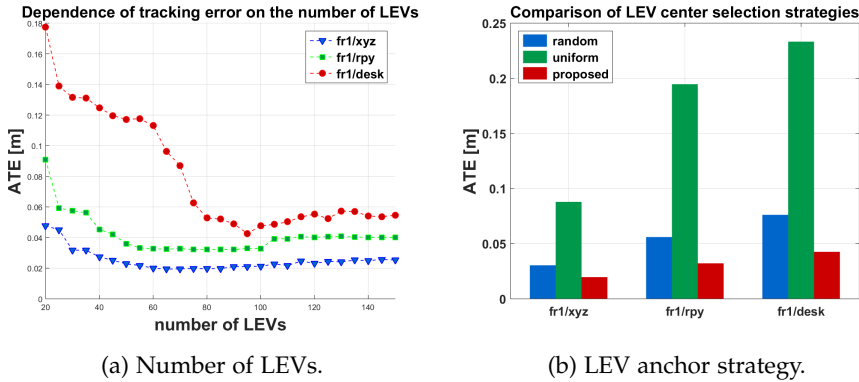 Dependence of tracking error on the number of LEVs
ATE [m]
0.18
0.16
0.14
0.12
0.1
0.08
0.06
0.04
0.02
0
20
40
60
80
100
120
140
number of LEVs
fr1/xyz
fr1/rpy
fr1/desk
(a) Number of LEVs.
Comparison of LEV center selection strategies
ATE [m]
0.25
0.2
0.15
0.1
0.05
0
random
uniform
proposed
fr1/xyz
fr1/rpy
fr1/desk
(b) LEV anchor strategy.